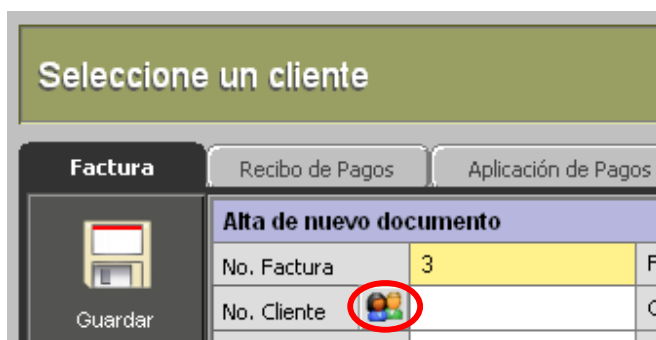 Seleccione un cliente
Factura Recibo de Pagos Aplicación de Pagos
Alta de nuevo documento
No. Factura 3 F
No. Cliente
Guardar